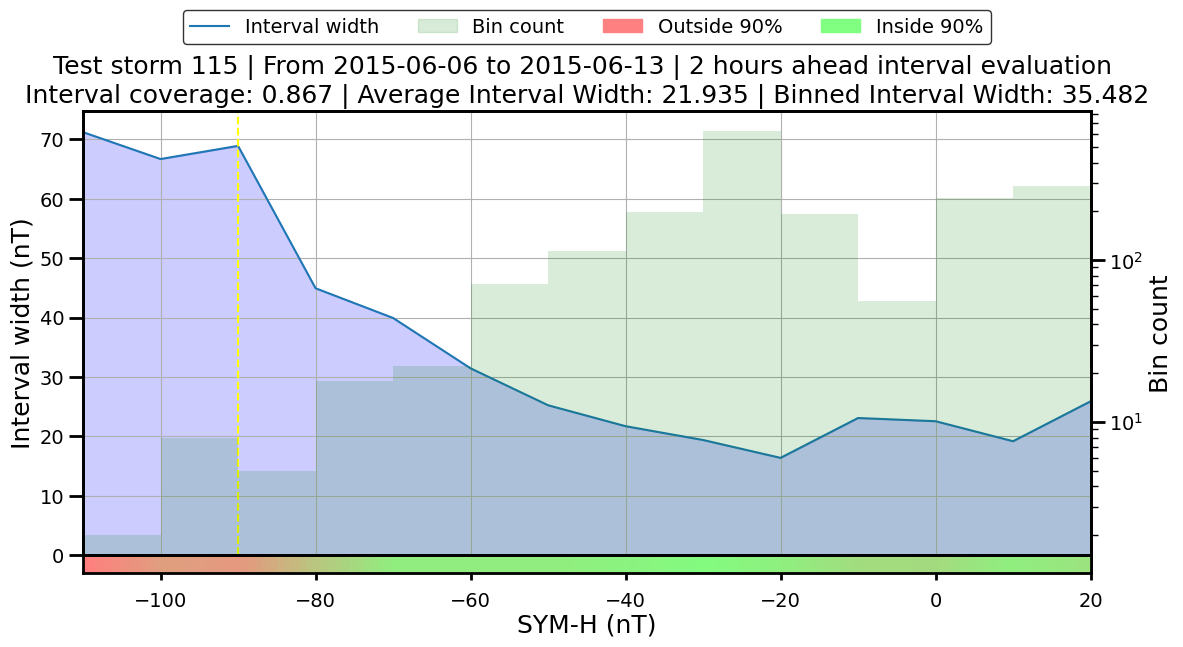 Interval width Bin count Outside 90% Inside 90%
Test storm 115 | From 2015-06-06 to 2015-06-13 | 2 hours ahead interval evaluation
Interval coverage: 0.867 | Average Interval Width: 21.935 | Binned Interval Width: 35.482
Interval width (nT)
70
60
50
40
30
20
10
0
10²
10¹
Bin count
−100 −80 −60 −40 −20 0 20
SYM-H (nT)